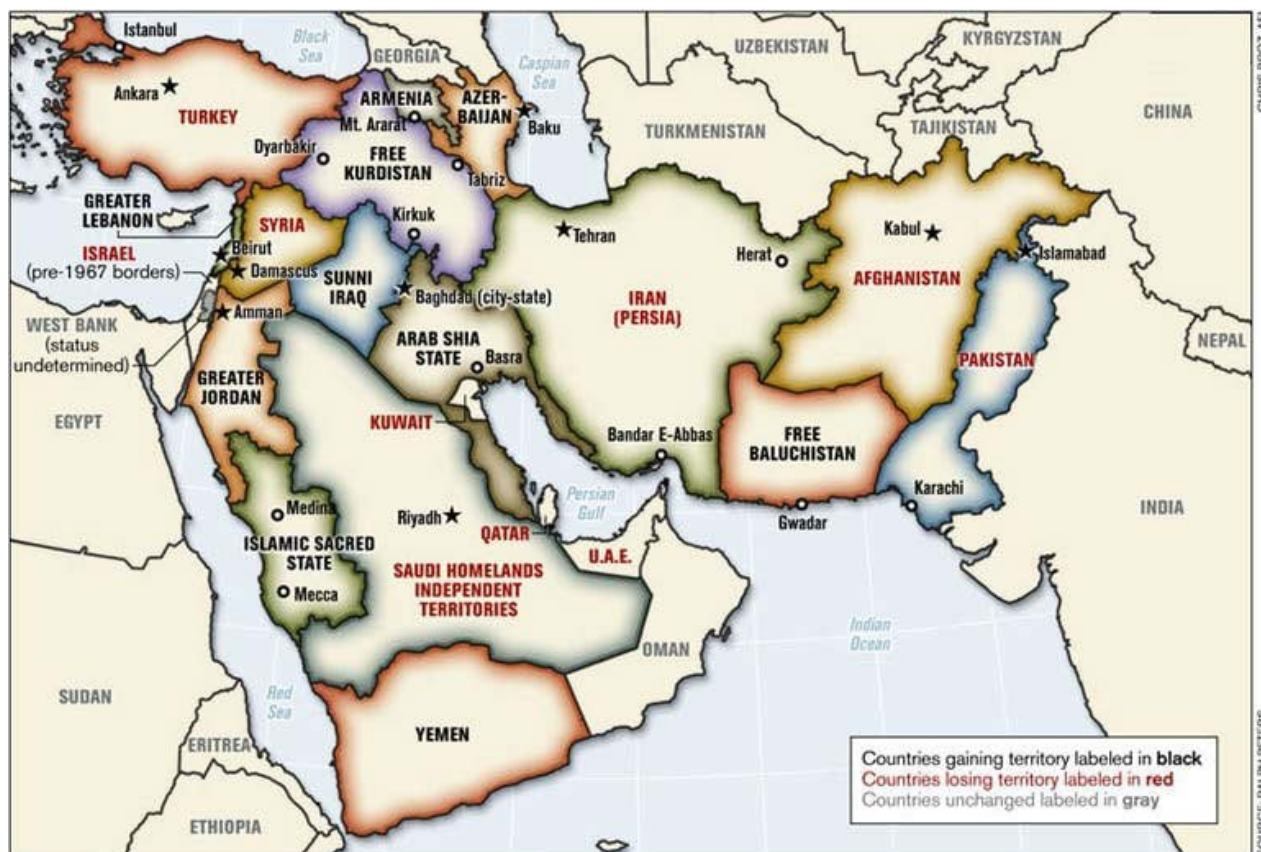 Istanbul
Black
Sea
GEORGIA
Caspian
Sea
UZBEKISTAN
KYRGYZSTAN
Ankara
TURKEY
ARMENIA
AZER-
BAIJAN
Mt. Ararat
Baku
TURKMENISTAN
TAJIKISTAN
CHINA
Dyarbakir
FREE
KURDISTAN
Tabriz
GREATER
LEBANON
SYRIA
Kirkuk
Tehran
Herat
Kabul
Islamabad
ISRAEL
(pre-1967 borders)
Beirut
Damascus
SUNNI
IRAQ
Baghdad (city-state)
IRAN
(PERSIA)
AFGHANISTAN
WEST BANK
(status
undetermined)
Amman
ARAB SHIA
STATE
Basra
PAKISTAN
NEPAL
GREATER
JORDAN
EGYPT
KUWAIT
Bandar E-Abbas
FREE
BALUCHISTAN
Karachi
Gwadar
INDIA
Medina
Riyadh
Persian
Gulf
QATAR
U.A.E.
ISLAMIC SACRED
STATE
Mecca
SAUDI HOMELANDS
INDEPENDENT
TERRITORIES
OMAN
Indian
Ocean
SUDAN
Red
Sea
YEMEN
ERITREA
ETHIOPIA
Countries gaining territory labeled in black
Countries losing territory labeled in red
Countries unchanged labeled in gray